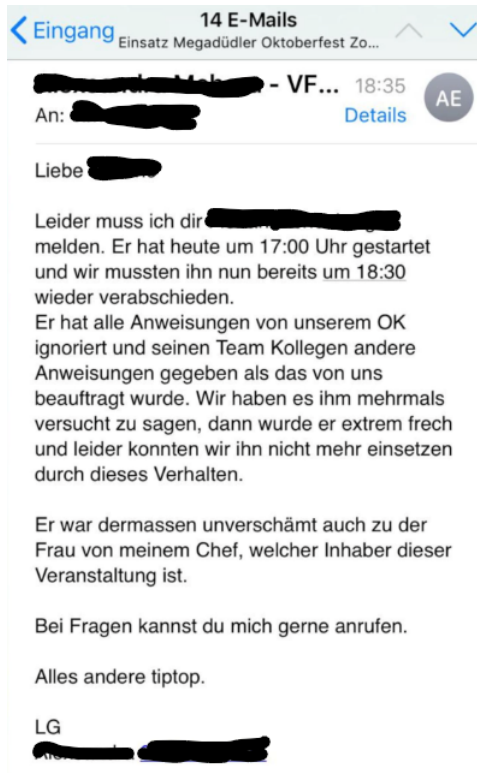 14 E-Mails
Eingang
Einsatz Megadüdler Oktoberfest Zo...
- VF... 18:35
AE
An:
Details
Liebe
Leider muss ich dir
melden. Er hat heute um 17:00 Uhr gestartet
und wir mussten ihn nun bereits um 18:30
wieder verabschieden.
Er hat alle Anweisungen von unserem OK
ignoriert und seinen Team Kollegen andere
Anweisungen gegeben als das von uns
beauftragt wurde. Wir haben es ihm mehrmals
versucht zu sagen, dann wurde er extrem frech
und leider konnten wir ihn nicht mehr einsetzen
durch dieses Verhalten.
Er war dermassen unverschämt auch zu der
Frau von meinem Chef, welcher Inhaber dieser
Veranstaltung ist.
Bei Fragen kannst du mich gerne anrufen.
Alles andere tiptop.
LG